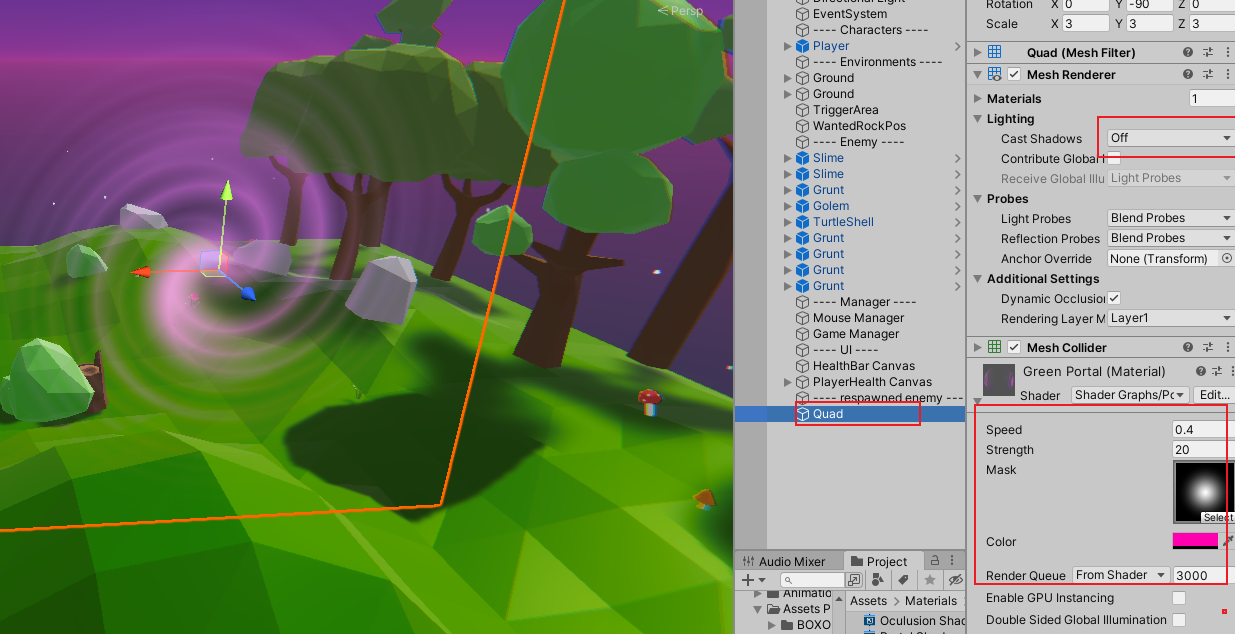 Persp
Directional Light
EventSystem
---- Characters ----
Player
---- Environments ----
Ground
Ground
TriggerArea
WantedRockPos
---- Enemy ----
Slime
Slime
Grunt
Golem
TurtleShell
Grunt
Grunt
Grunt
Grunt
---- Manager ----
Mouse Manager
Game Manager
---- UI ----
HealthBar Canvas
PlayerHealth Canvas
---- respawned enemy ---
Quad
Audio Mixer
Project
Animatio
Assets P
BOXO
Assets > Materials
Oculusion Shad
Rotation X 0 Y -90 Z 0
Scale X 3 Y 3 Z 3
Quad (Mesh Filter)
Mesh Renderer
Materials 1
Lighting
Cast Shadows Off
Contribute Global I
Receive Global Illu Light Probes
Probes
Light Probes Blend Probes
Reflection Probes Blend Probes
Anchor Override None (Transform)
Additional Settings
Dynamic Occlusion
Rendering Layer M Layer1
Mesh Collider
Green Portal (Material)
Shader Shader Graphs/Po Edit...
Speed 0.4
Strength 20
Mask
Select
Color
Render Queue From Shader 3000
Enable GPU Instancing
Double Sided Global Illumination